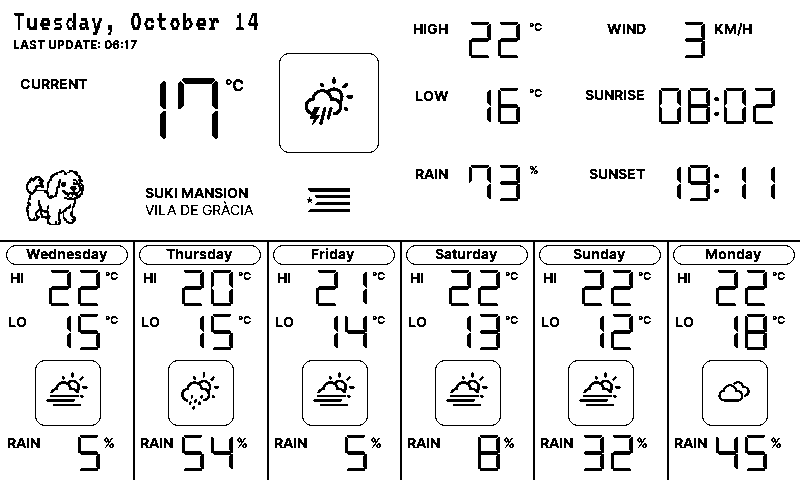 Tuesday, October 14
LAST UPDATE: 06:17
CURRENT 17 °C
HIGH 22 °C
WIND 3 KM/H
LOW 16 °C
SUNRISE 08:02
RAIN 73 %
SUNSET 19:11
SUKI MANSION
VILA DE GRÀCIA
Wednesday
HI 22 °C
LO 15 °C
RAIN 5 %
Thursday
HI 20 °C
LO 15 °C
RAIN 54 %
Friday
HI 21 °C
LO 14 °C
RAIN 5 %
Saturday
HI 22 °C
LO 13 °C
RAIN 8 %
Sunday
HI 22 °C
LO 12 °C
RAIN 32 %
Monday
HI 22 °C
LO 18 °C
RAIN 45 %